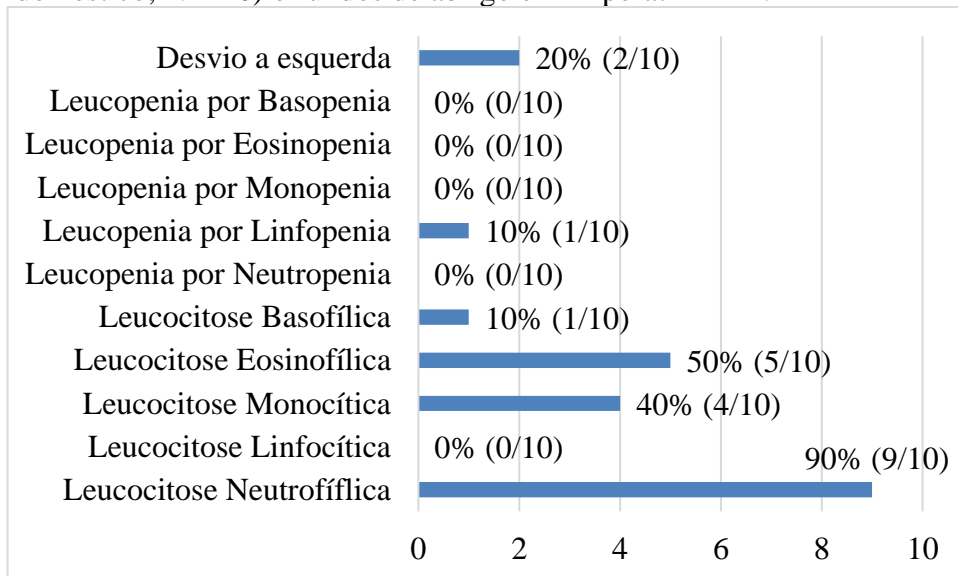 Desvio a esquerda 20% (2/10)
Leucopenia por Basopenia 0% (0/10)
Leucopenia por Eosinopenia 0% (0/10)
Leucopenia por Monopenia 0% (0/10)
Leucopenia por Linfopenia 10% (1/10)
Leucopenia por Neutropenia 0% (0/10)
Leucocitose Basofílica 10% (1/10)
Leucocitose Eosinofílica 50% (5/10)
Leucocitose Monocítica 40% (4/10)
Leucocitose Linfocítica 0% (0/10)
Leucocitose Neutrofíflica 90% (9/10)
0 2 4 6 8 10